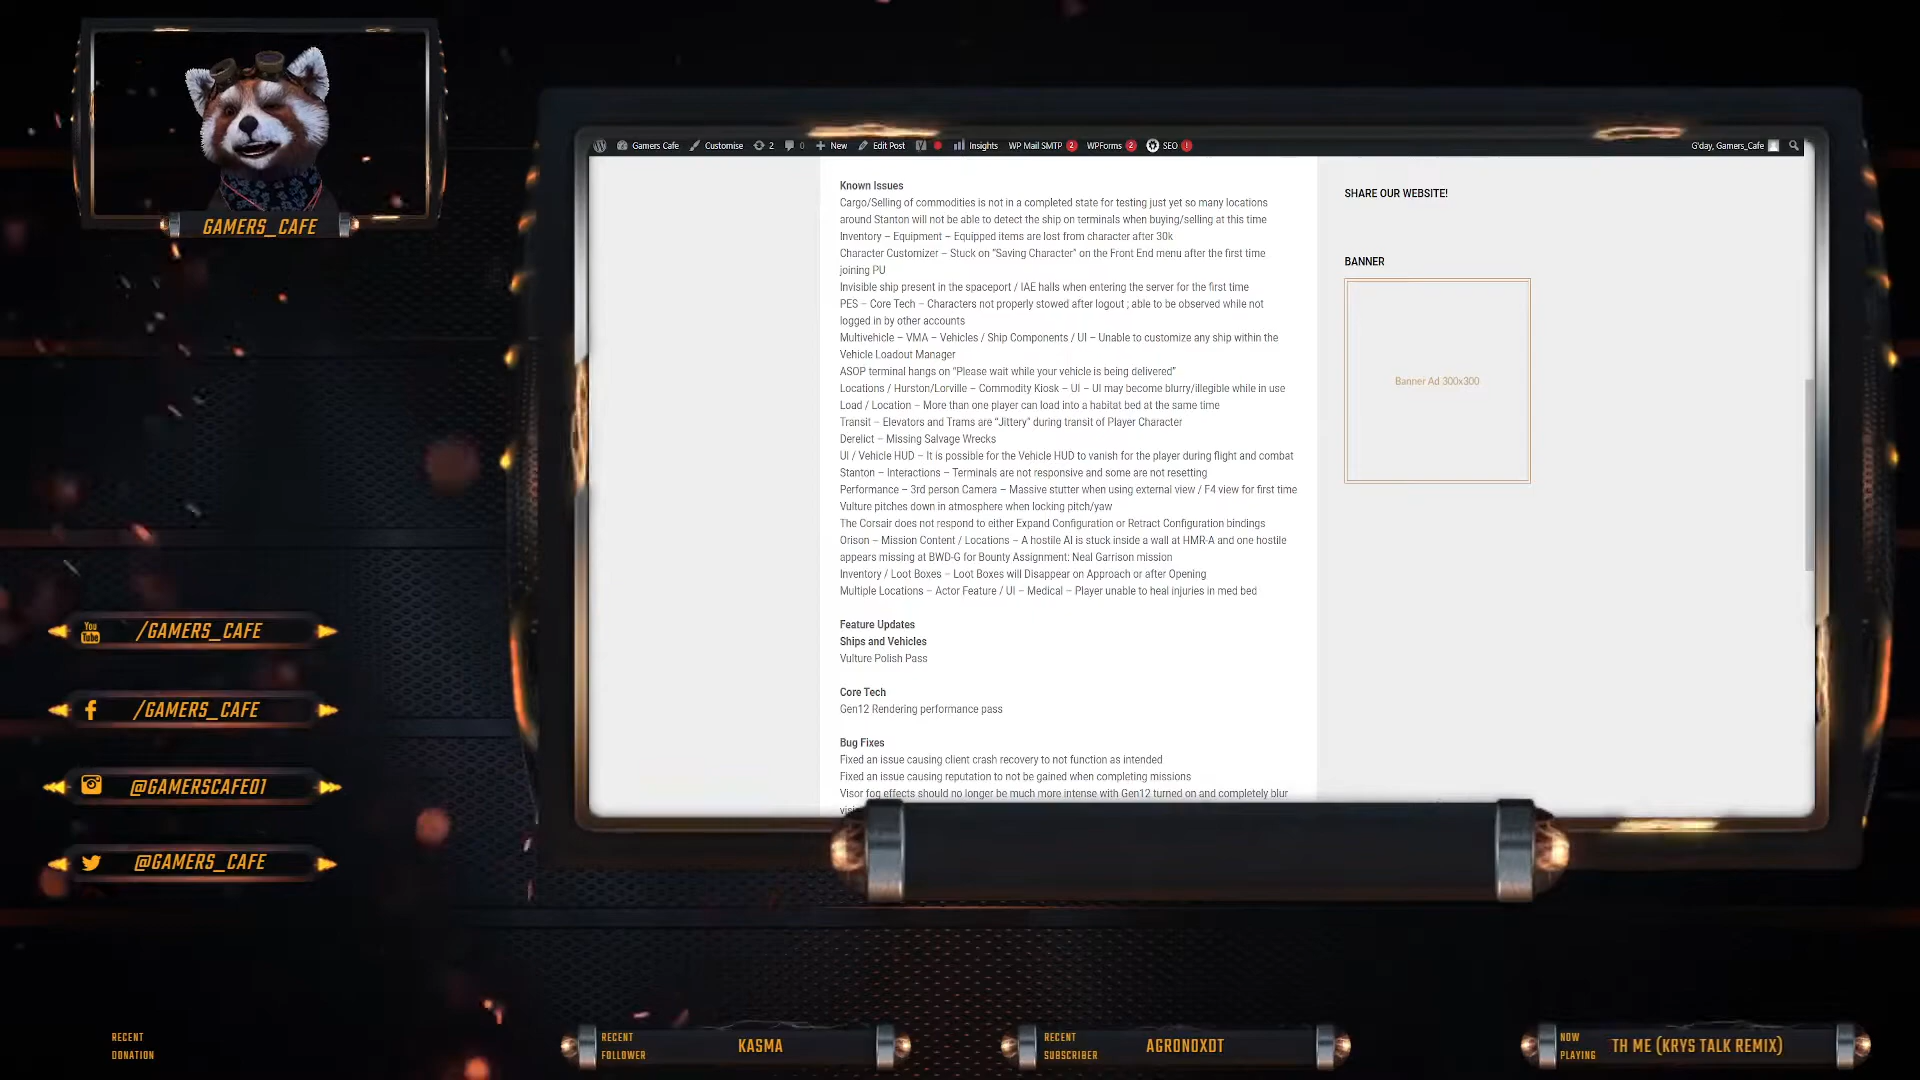 GAMERS_CAFE
Gamers Cafe
Customise
2
0
New
Edit Post
Insights
WP Mail SMTP 2
WPForms 2
SEO !
G'day, Gamers_Cafe
Known Issues
Cargo/Selling of commodities is not in a completed state for testing just yet so many locations
around Stanton will not be able to detect the ship on terminals when buying/selling at this time
Inventory – Equipment – Equipped items are lost from character after 30k
Character Customizer – Stuck on “Saving Character” on the Front End menu after the first time
joining PU
Invisible ship present in the spaceport / IAE halls when entering the server for the first time
PES – Core Tech – Characters not properly stowed after logout ; able to be observed while not
logged in by other accounts
Multivehicle – VMA – Vehicles / Ship Components / UI – Unable to customize any ship within the
Vehicle Loadout Manager
ASOP terminal hangs on “Please wait while your vehicle is being delivered”
Locations / Hurston/Lorville – Commodity Kiosk – UI – UI may become blurry/illegible while in use
Load / Location – More than one player can load into a habitat bed at the same time
Transit – Elevators and Trams are “Jittery” during transit of Player Character
Derelict – Missing Salvage Wrecks
UI / Vehicle HUD – It is possible for the Vehicle HUD to vanish for the player during flight and combat
Stanton – Interactions – Terminals are not responsive and some are not resetting
Performance – 3rd person Camera – Massive stutter when using external view / F4 view for first time
Vulture pitches down in atmosphere when locking pitch/yaw
The Corsair does not respond to either Expand Configuration or Retract Configuration bindings
Orison – Mission Content / Locations – A hostile AI is stuck inside a wall at HMR-A and one hostile
appears missing at BWD-G for Bounty Assignment: Neal Garrison mission
Inventory / Loot Boxes – Loot Boxes will Disappear on Approach or after Opening
Multiple Locations – Actor Feature / UI – Medical – Player unable to heal injuries in med bed
Feature Updates
Ships and Vehicles
Vulture Polish Pass
Core Tech
Gen12 Rendering performance pass
Bug Fixes
Fixed an issue causing client crash recovery to not function as intended
Fixed an issue causing reputation to not be gained when completing missions
Visor fog effects should no longer be much more intense with Gen12 turned on and completely blur
SHARE OUR WEBSITE!
BANNER
Banner Ad 300x300
You Tube /GAMERS_CAFE
/GAMERS_CAFE
@GAMERSCAFE01
@GAMERS_CAFE
RECENT
DONATION
RECENT
FOLLOWER
KASMA
RECENT
SUBSCRIBER
AGRONOXDT
NOW
PLAYING
TH ME (KRYS TALK REMIX)